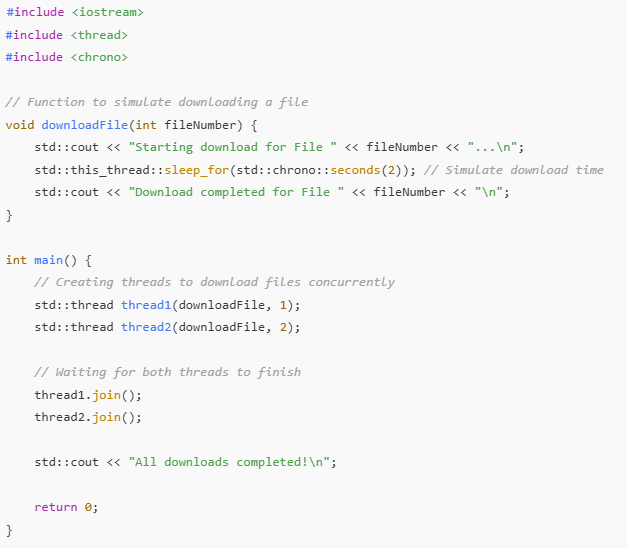 #include <iostream>
#include <thread>
#include <chrono>

// Function to simulate downloading a file
void downloadFile(int fileNumber) {
    std::cout << "Starting download for File " << fileNumber << "...\n";
    std::this_thread::sleep_for(std::chrono::seconds(2)); // Simulate download time
    std::cout << "Download completed for File " << fileNumber << "\n";
}

int main() {
    // Creating threads to download files concurrently
    std::thread thread1(downloadFile, 1);
    std::thread thread2(downloadFile, 2);

    // Waiting for both threads to finish
    thread1.join();
    thread2.join();

    std::cout << "All downloads completed!\n";

    return 0;
}